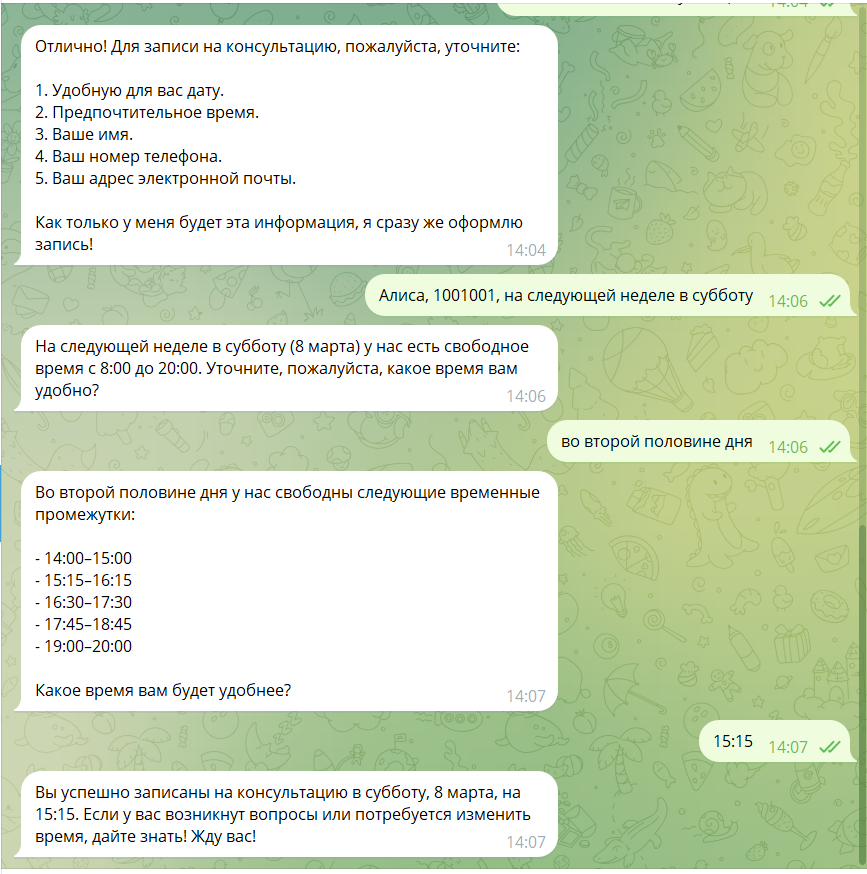 14:04
Отлично! Для записи на консультацию, пожалуйста, уточните:
1. Удобную для вас дату.
2. Предпочтительное время.
3. Ваше имя.
4. Ваш номер телефона.
5. Ваш адрес электронной почты.
Как только у меня будет эта информация, я сразу же оформлю
запись!
14:04
Алиса, 1001001, на следующей неделе в субботу 14:06
На следующей неделе в субботу (8 марта) у нас есть свободное
время с 8:00 до 20:00. Уточните, пожалуйста, какое время вам
удобно?
14:06
во второй половине дня 14:06
Во второй половине дня у нас свободны следующие временные
промежутки:
- 14:00–15:00
- 15:15–16:15
- 16:30–17:30
- 17:45–18:45
- 19:00–20:00
Какое время вам будет удобнее?
14:07
15:15 14:07
Вы успешно записаны на консультацию в субботу, 8 марта, на
15:15. Если у вас возникнут вопросы или потребуется изменить
время, дайте знать! Жду вас!
14:07